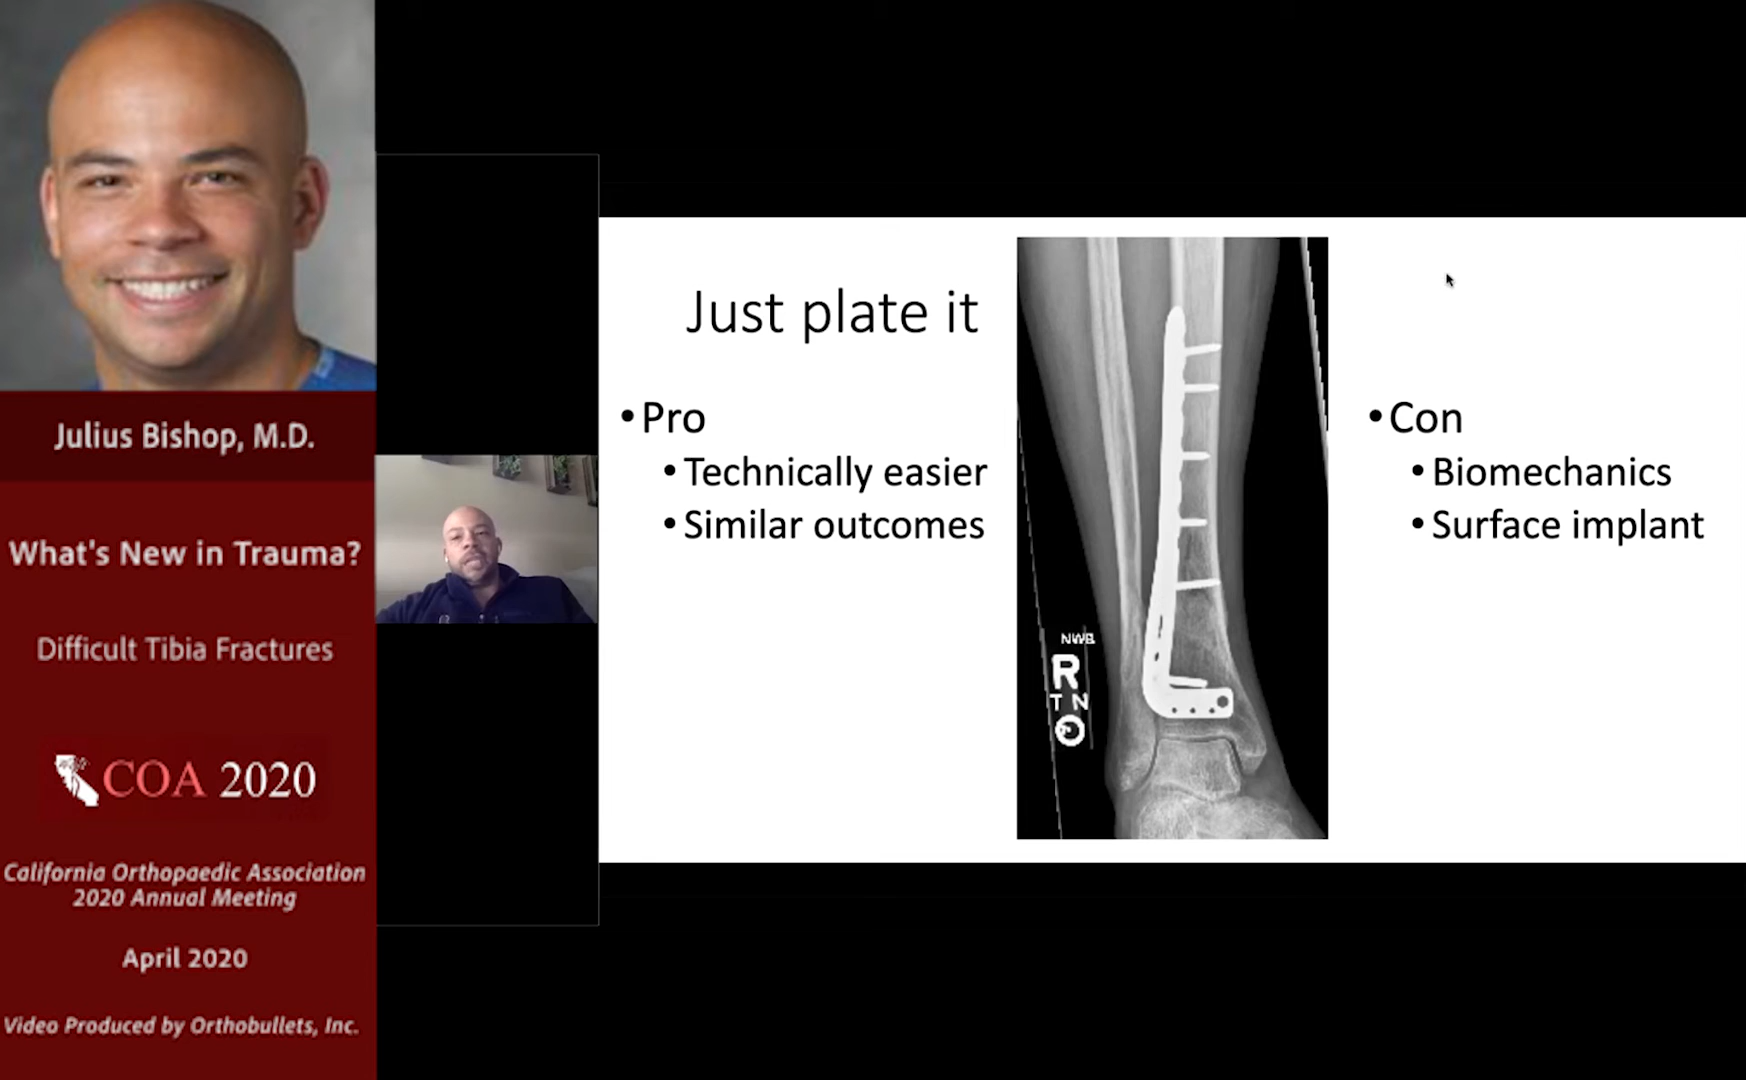 Julius Bishop, M.D.
What's New in Trauma?
Difficult Tibia Fractures
COA 2020
California Orthopaedic Association
2020 Annual Meeting
April 2020
Video Produced by Orthobullets, Inc.
Just plate it
• Pro
• Technically easier
• Similar outcomes
NWB
R
T N
• Con
• Biomechanics
• Surface implant